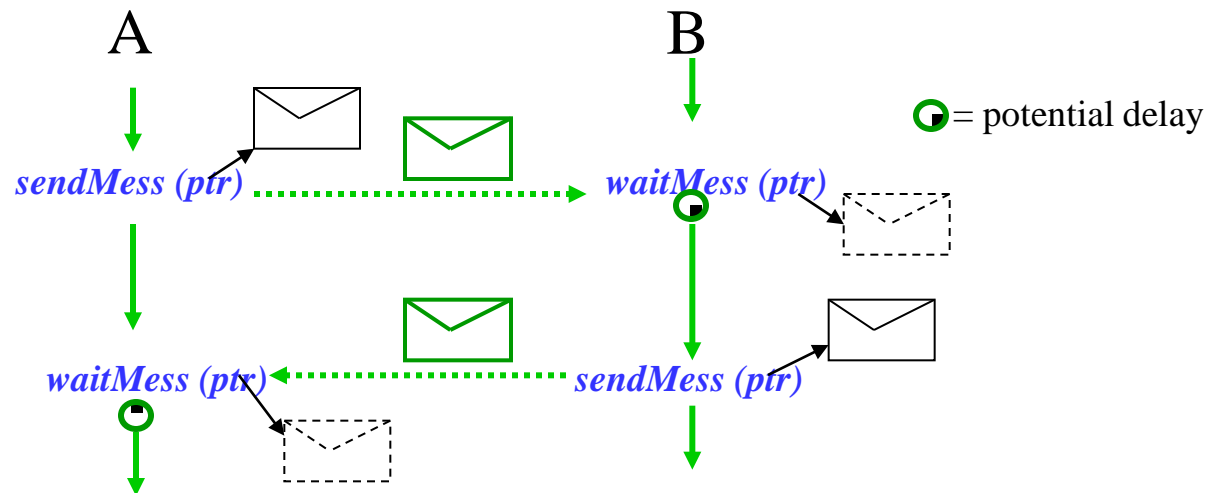 A
B
= potential delay
sendMess (ptr)
waitMess (ptr)
waitMess (ptr)
sendMess (ptr)